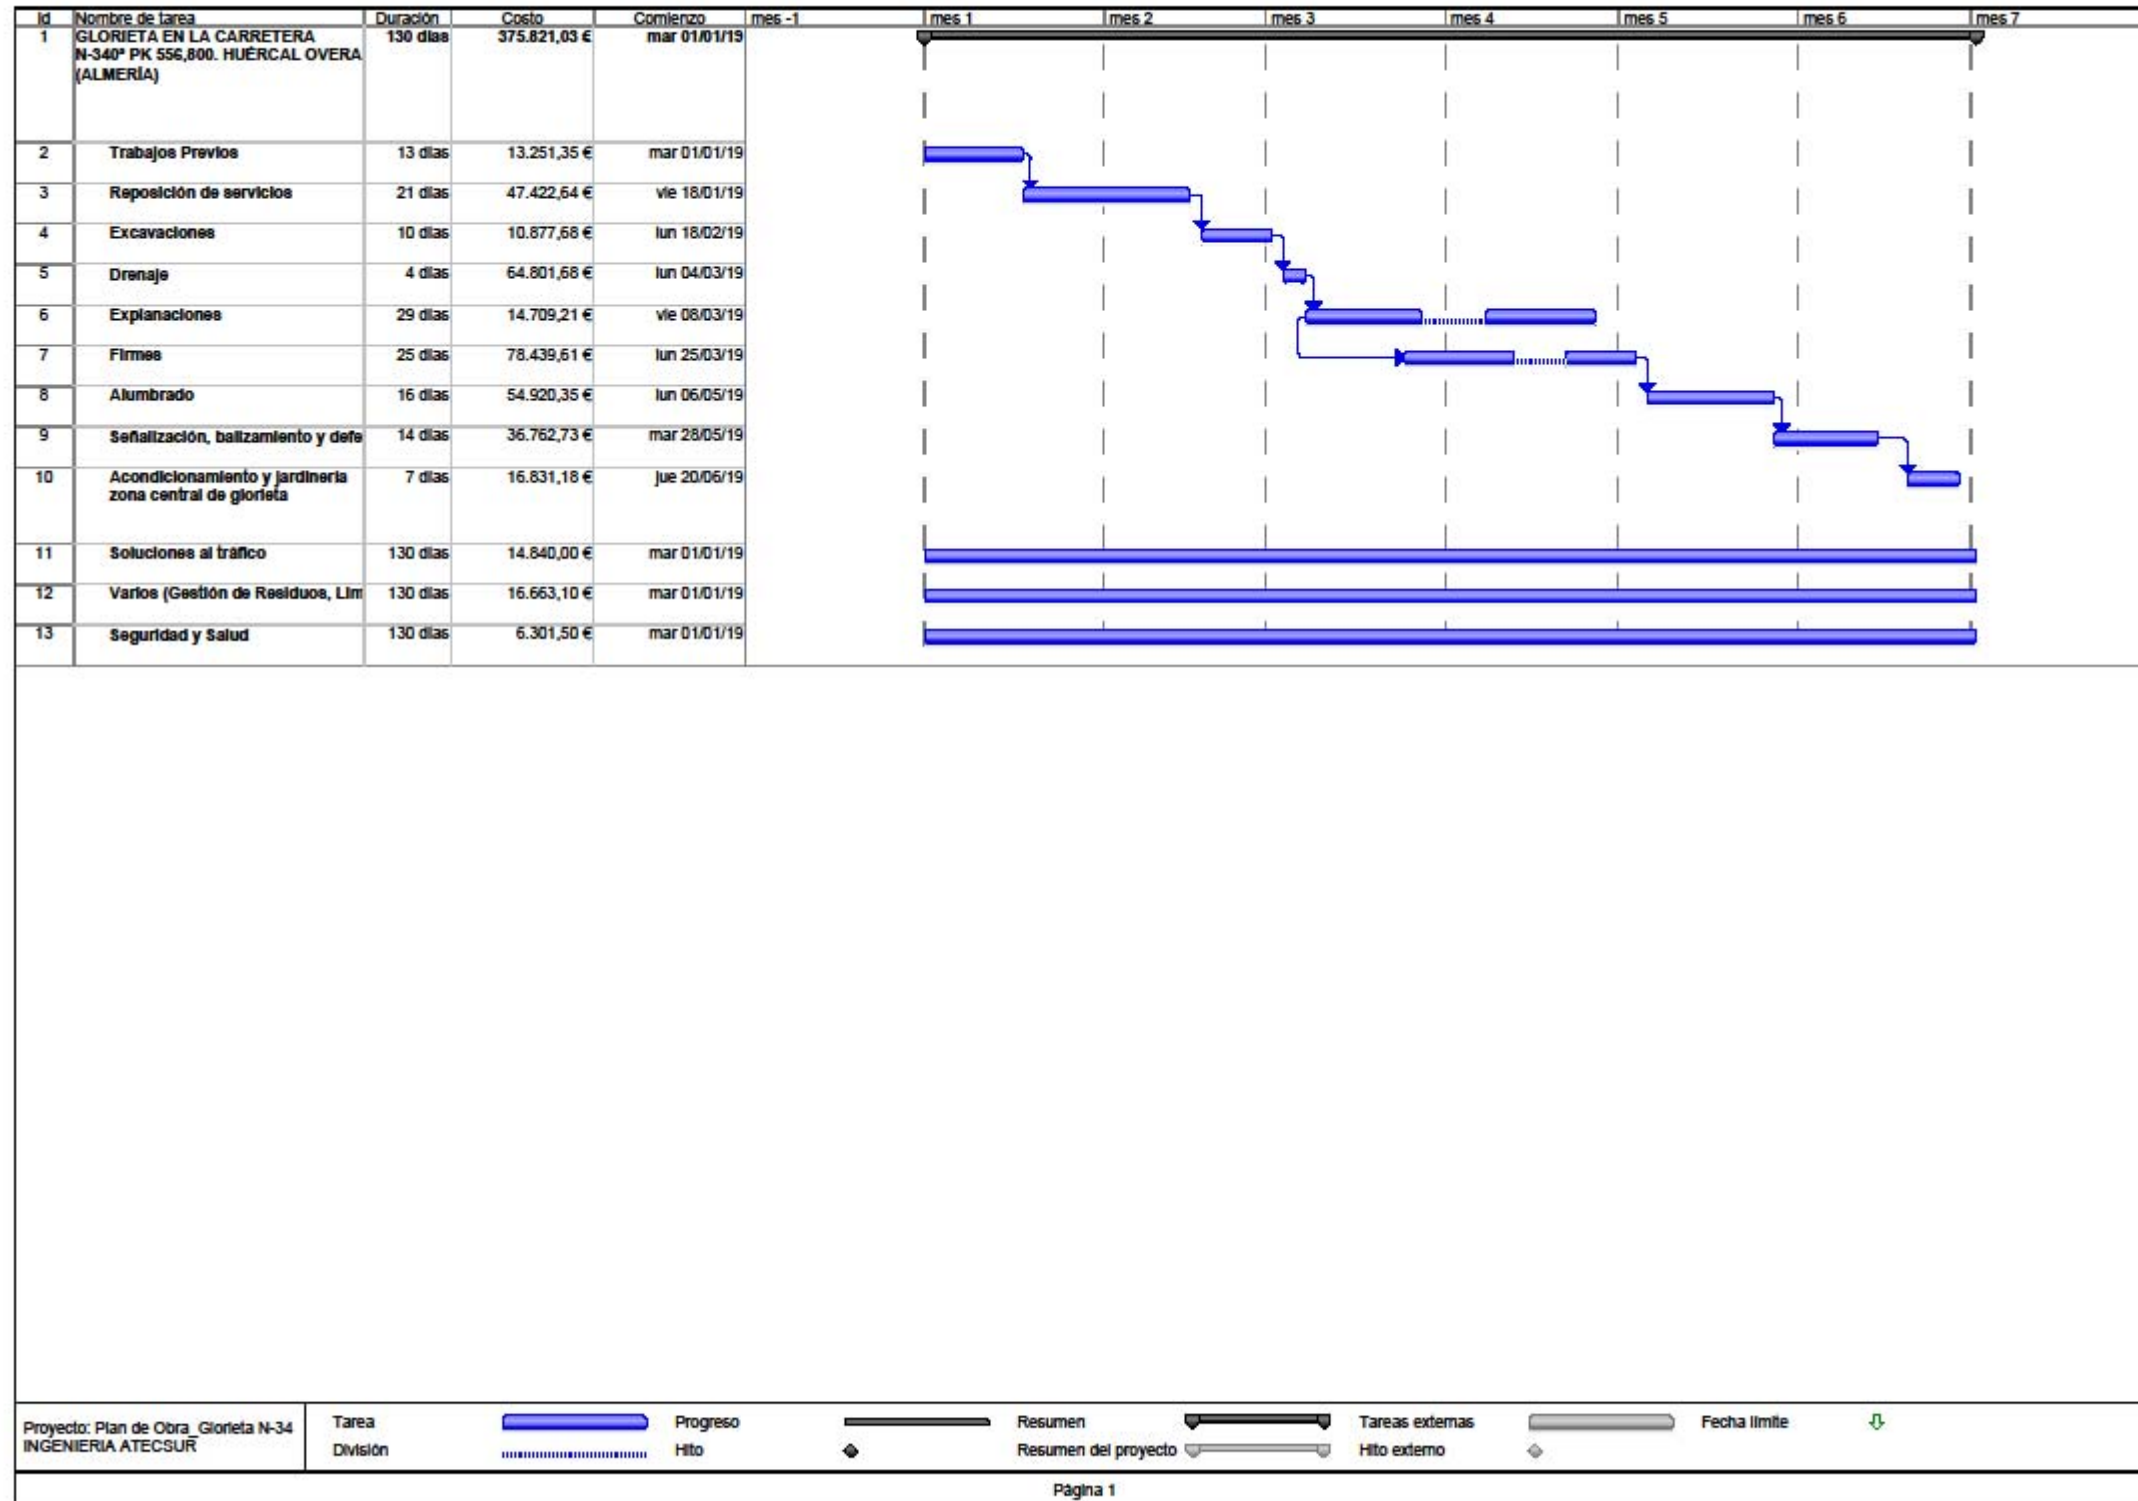 Id Nombre de tarea Duración Costo Comienzo mes -1 mes 1 mes 2 mes 3 mes 4 mes 5 mes 6 mes 7
1 GLORIETA EN LA CARRETERA 130 días 375.821,03 € mar 01/01/19
N-340ª PK 556,800. HUÉRCAL OVERA
(ALMERÍA)
2 Trabajos Previos 13 días 13.251,35 € mar 01/01/19
3 Reposición de servicios 21 días 47.422,64 € vie 18/01/19
4 Excavaciones 10 días 10.877,68 € lun 18/02/19
5 Drenaje 4 días 64.801,68 € lun 04/03/19
6 Explanaciones 29 días 14.709,21 € vie 08/03/19
7 Firmes 25 días 78.439,61 € lun 25/03/19
8 Alumbrado 16 días 54.920,35 € lun 06/05/19
9 Señalización, balizamiento y defe 14 días 36.762,73 € mar 28/05/19
10 Acondicionamiento y jardinería 7 días 16.831,18 € jue 20/06/19
zona central de glorieta
11 Soluciones al tráfico 130 días 14.840,00 € mar 01/01/19
12 Varios (Gestión de Residuos, Lim 130 días 16.663,10 € mar 01/01/19
13 Seguridad y Salud 130 días 6.301,50 € mar 01/01/19
Proyecto: Plan de Obra_Glorieta N-34
INGENIERIA ATECSUR
Tarea Progreso Resumen Tareas externas Fecha límite
División Hito Resumen del proyecto Hito externo
Página 1